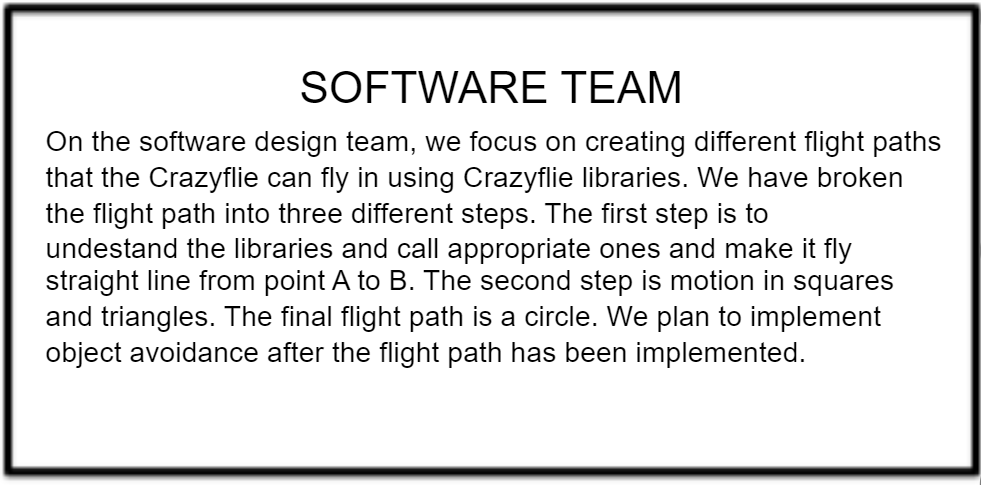 SOFTWARE TEAM
On the software design team, we focus on creating different flight paths
that the Crazyflie can fly in using Crazyflie libraries. We have broken
the flight path into three different steps. The first step is to
undestand the libraries and call appropriate ones and make it fly
straight line from point A to B. The second step is motion in squares
and triangles. The final flight path is a circle. We plan to implement
object avoidance after the flight path has been implemented.